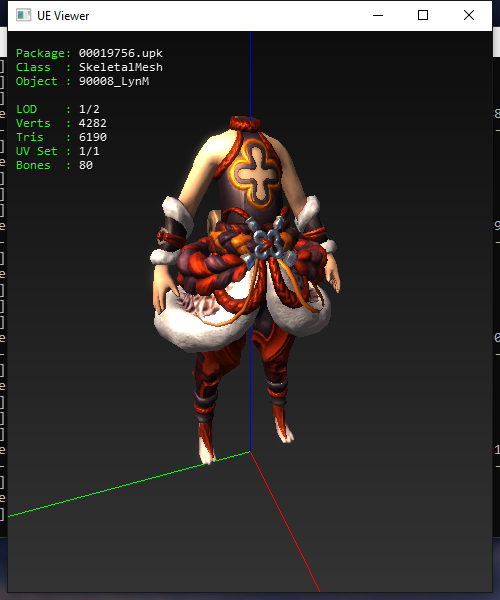 UE Viewer
Package: 00019756.upk
Class  : SkeletalMesh
Object : 90008_LynM
LOD    : 1/2
Verts  : 4282
Tris   : 6190
UV Set : 1/1
Bones  : 80